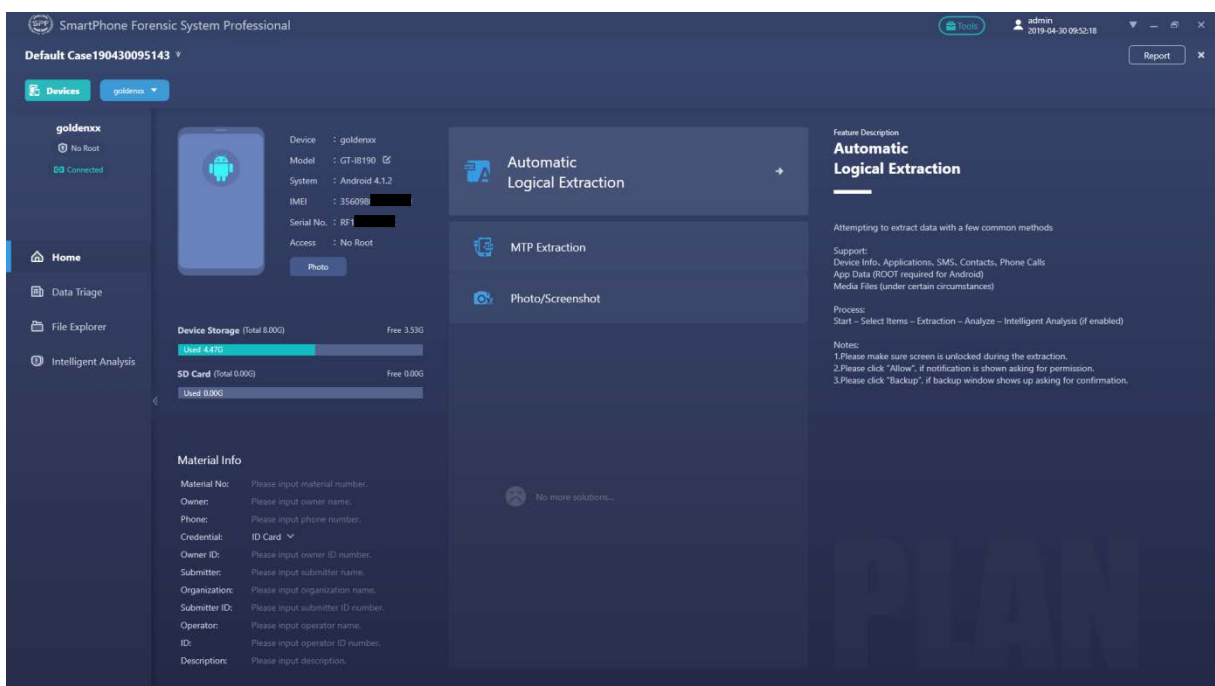 SPF SmartPhone Forensic System Professional
Tools
admin
2019-04-30 09:52:18
Default Case190430095143
Report
Devices
goldenxx
goldenxx
No Root
Connected
Home
Data Triage
File Explorer
Intelligent Analysis
Device : goldenxx
Model : GT-I8190
System : Android 4.1.2
IMEI : 356098
Serial No. : RF1
Access : No Root
Photo
Device Storage (Total 8.00G) Free 3.53G
Used 4.47G
SD Card (Total 0.00G) Free 0.00G
Used 0.00G
Material Info
Material No: Please input material number.
Owner: Please input owner name.
Phone: Please input phone number.
Credential: ID Card
Owner ID: Please input owner ID number.
Submitter: Please input submitter name.
Organization: Please input organization name.
Submitter ID: Please input submitter ID number.
Operator: Please input operator name.
ID: Please input operator ID number.
Description: Please input description.
Automatic
Logical Extraction
MTP Extraction
Photo/Screenshot
No more solutions...
Feature Description
Automatic
Logical Extraction
Attempting to extract data with a few common methods
Support:
Device Info、Applications、SMS、Contacts、Phone Calls
App Data (ROOT required for Android)
Media Files (under certain circumstances)
Process:
Start – Select Items – Extraction – Analyze – Intelligent Analysis (if enabled)
Notes:
1.Please make sure screen is unlocked during the extraction.
2.Please click "Allow", if notification is shown asking for permission.
3.Please click "Backup", if backup window shows up asking for confirmation.
PLAN